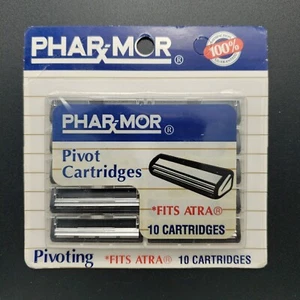 PHAR-MOR®
100%
PHAR-MOR®
Pivot
Cartridges
*FITS ATRA®
10 CARTRIDGES
Pivoting *FITS ATRA® 10 CARTRIDGES